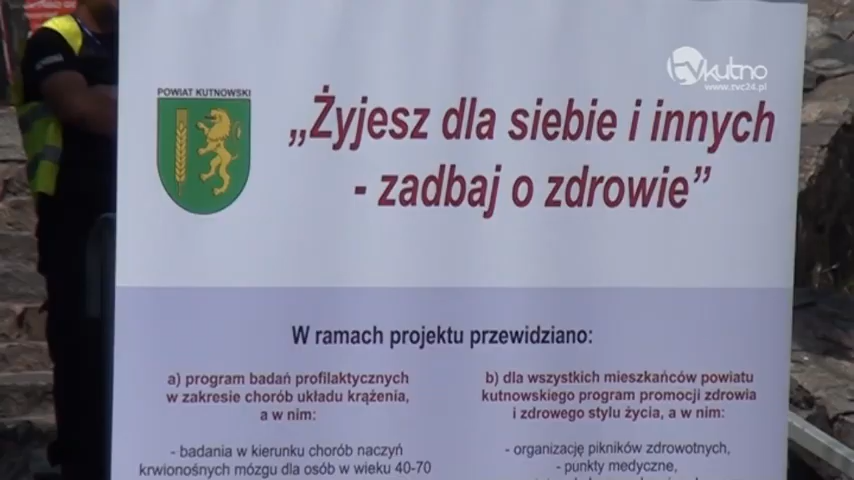 tvkutno
www.zvc24.pl
POWIAT KUTNOWSKI
„Żyjesz dla siebie i innych
- zadbaj o zdrowie”
W ramach projektu przewidziano:
a) program badań profilaktycznych
w zakresie chorób układu krążenia,
a w nim:
- badania w kierunku chorób naczyń
krwionośnych mózgu dla osób w wieku 40-70
b) dla wszystkich mieszkańców powiatu
kutnowskiego program promocji zdrowia
i zdrowego stylu życia, a w nim:
- organizację pikników zdrowotnych,
- punkty medyczne,